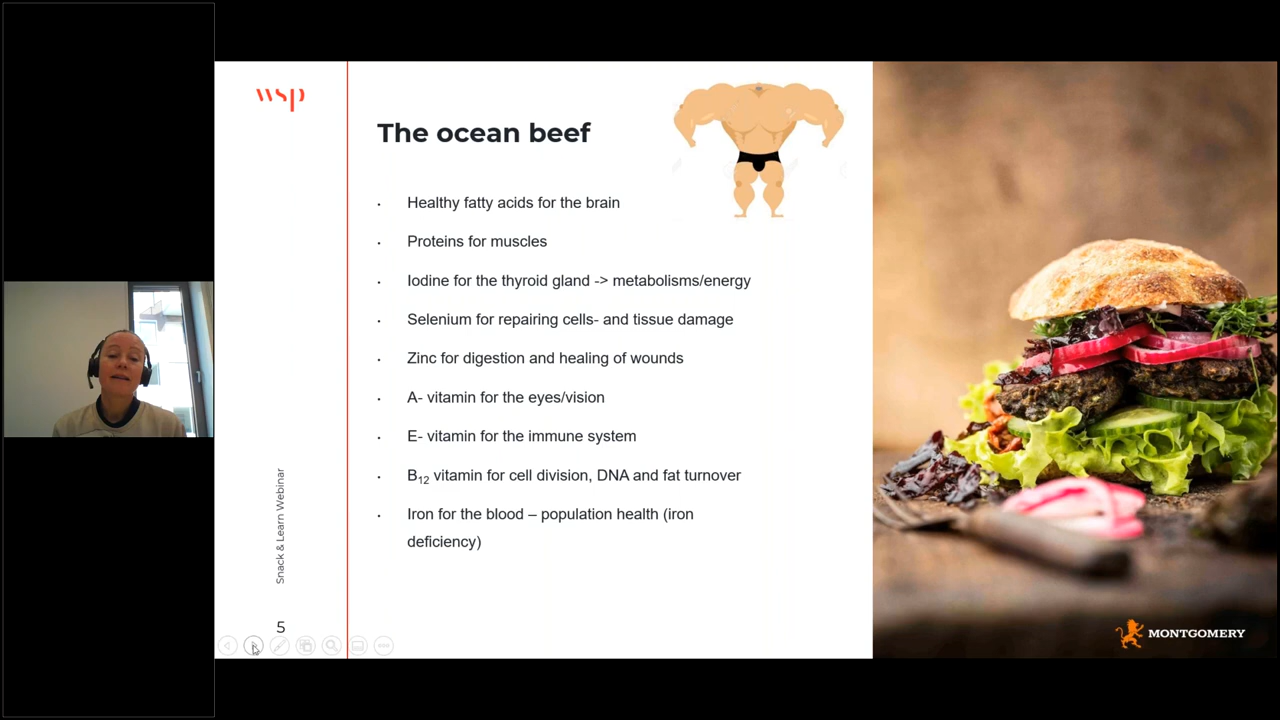 wsp
The ocean beef
· Healthy fatty acids for the brain
· Proteins for muscles
· Iodine for the thyroid gland -> metabolisms/energy
· Selenium for repairing cells- and tissue damage
· Zinc for digestion and healing of wounds
· A- vitamin for the eyes/vision
· E- vitamin for the immune system
· B₁₂ vitamin for cell division, DNA and fat turnover
· Iron for the blood – population health (iron
deficiency)
Snack & Learn Webinar
5
MONTGOMERY